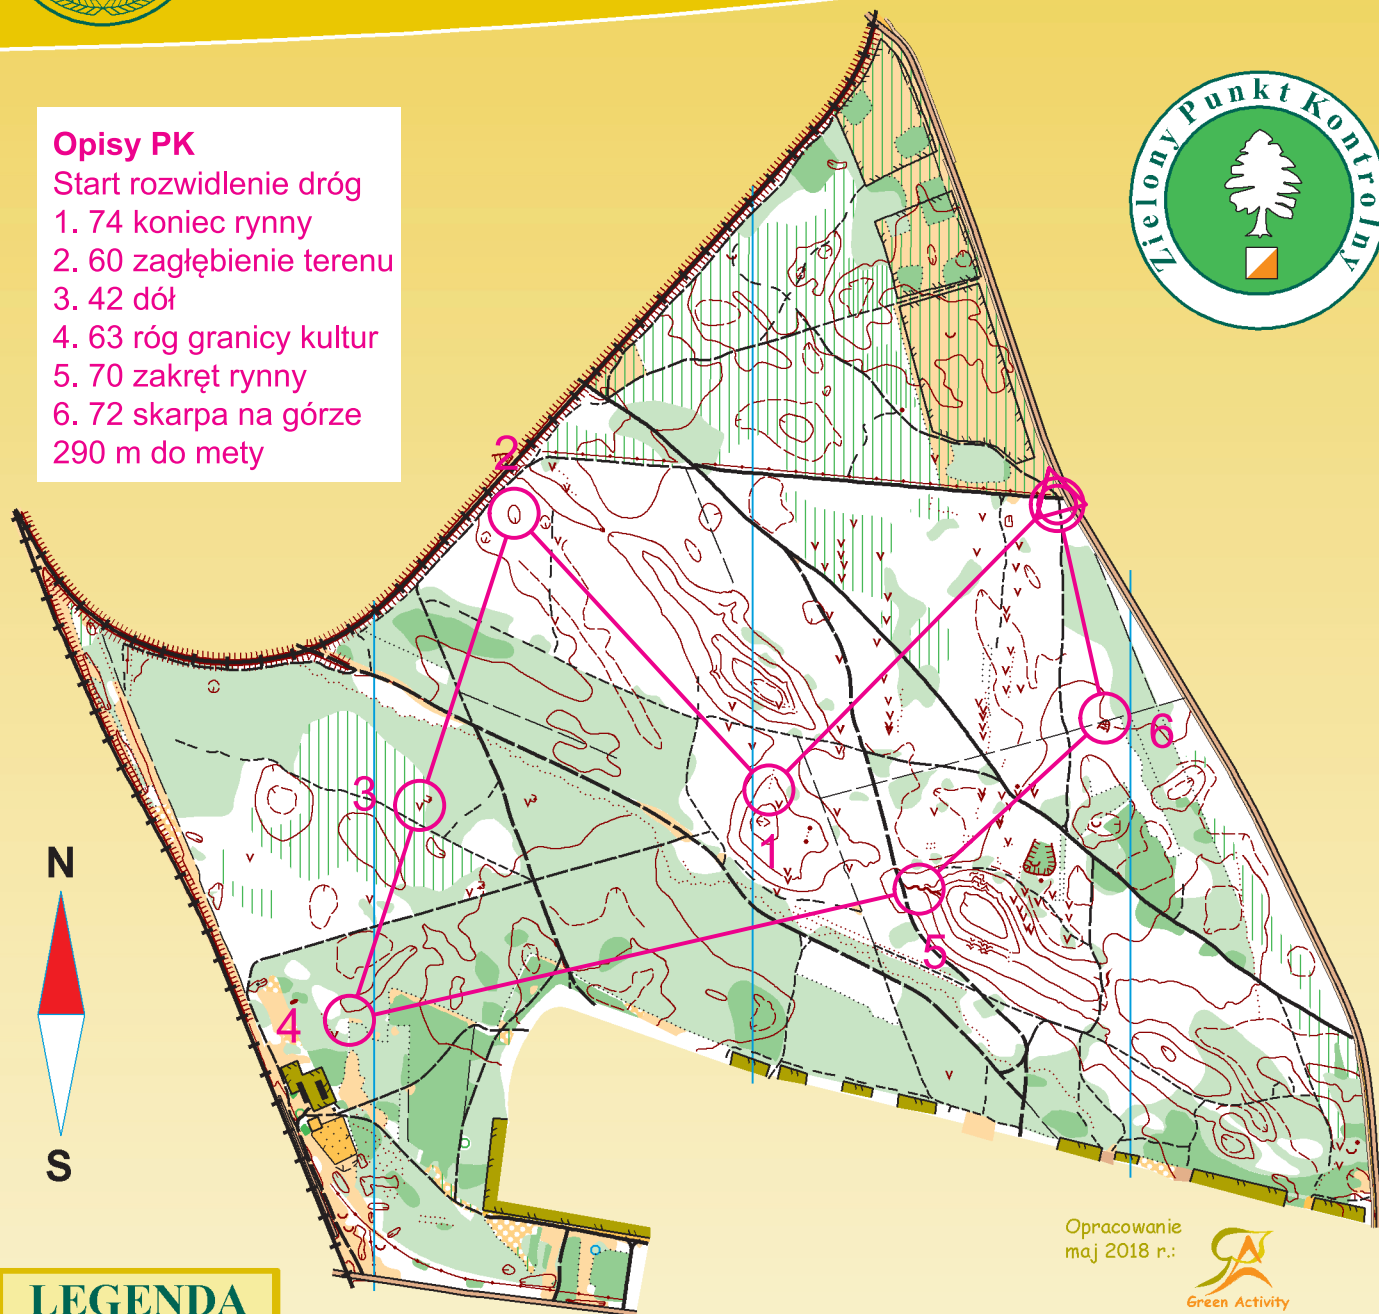 Opisy PK
Start rozwidlenie dróg
1. 74 koniec rynny
2. 60 zagłębienie terenu
3. 42 dół
4. 63 róg granicy kultur
5. 70 zakręt rynny
6. 72 skarpa na górze
290 m do mety
Zielony Punkt Kontrolny
2
3
6
1
5
4
N
S
Opracowanie
maj 2018 r.:
GA
Green Activity
LEGENDA